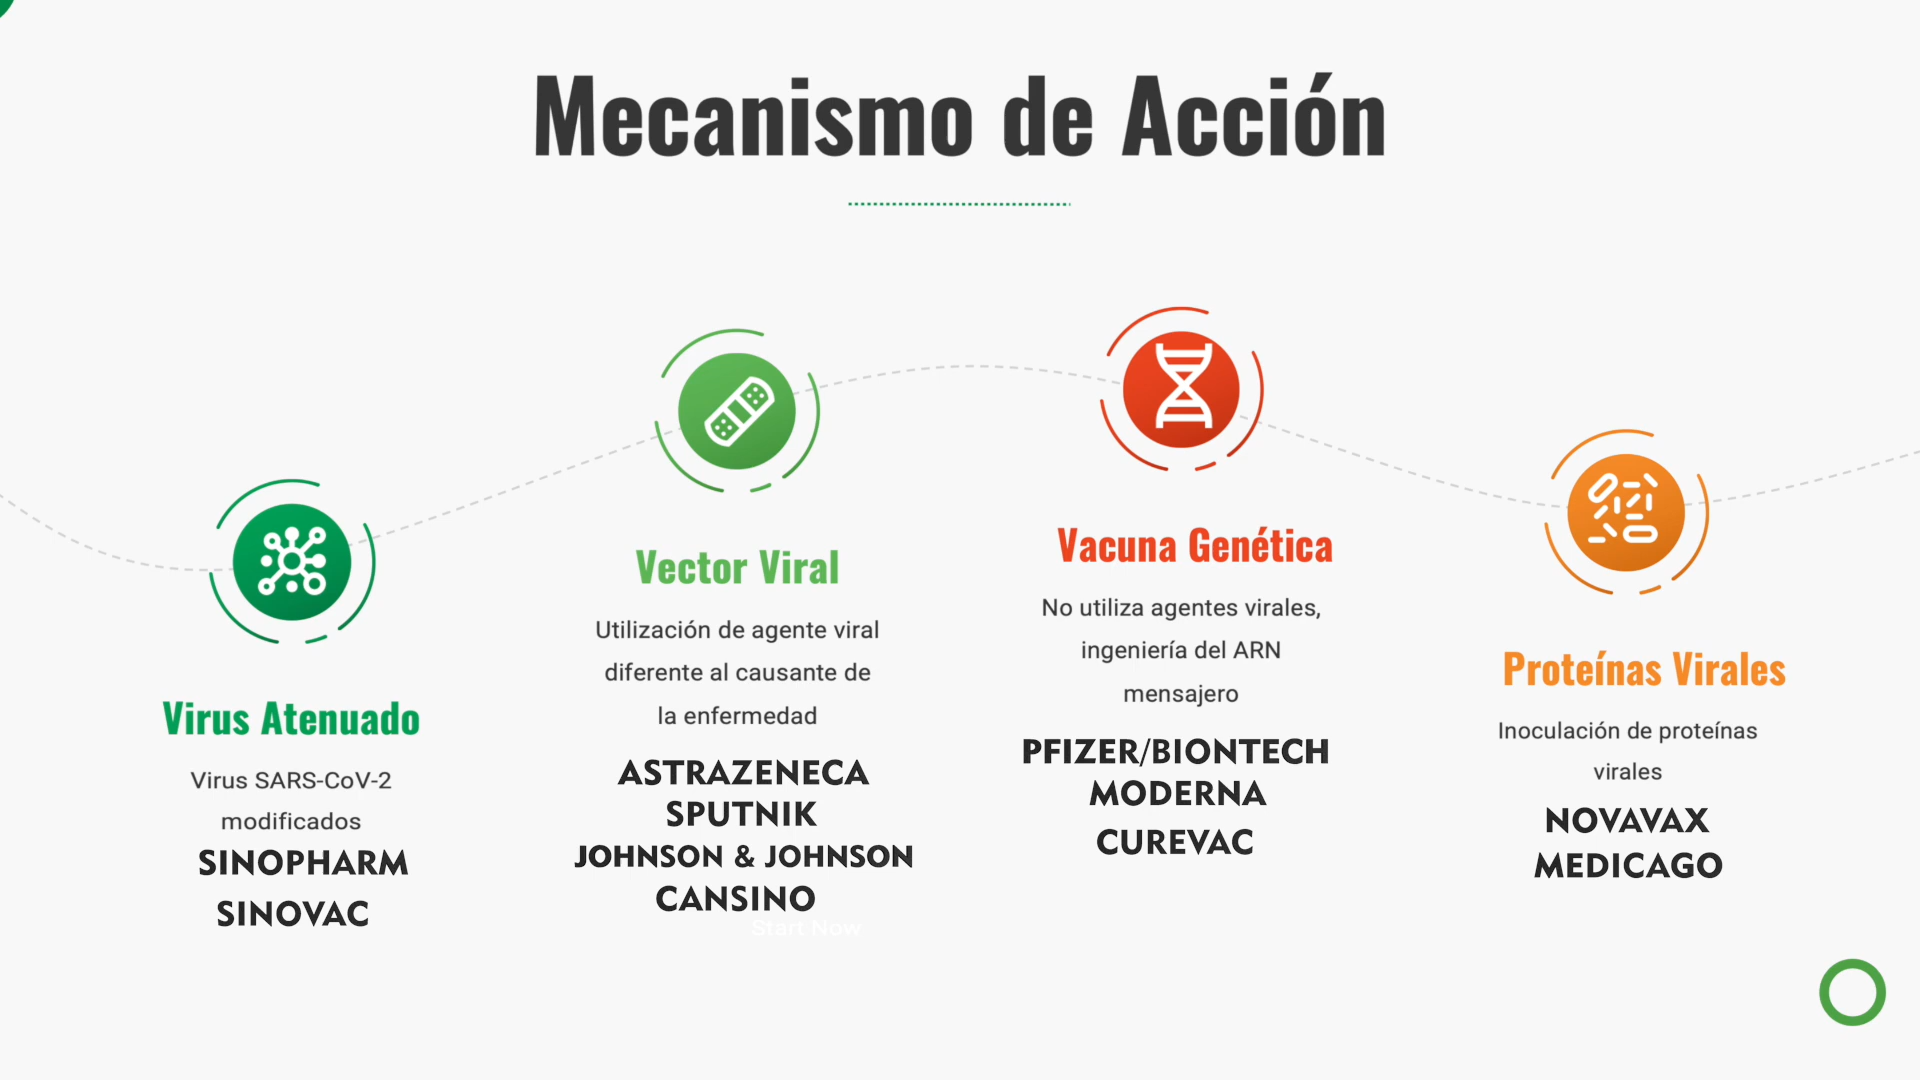 Mecanismo de Acción
Virus Atenuado
Virus SARS-CoV-2
modificados
SINOPHARM
SINOVAC
Vector Viral
Utilización de agente viral
diferente al causante de
la enfermedad
ASTRAZENECA
SPUTNIK
JOHNSON & JOHNSON
CANSINO
Start Now
Vacuna Genética
No utiliza agentes virales,
ingeniería del ARN
mensajero
PFIZER/BIONTECH
MODERNA
CUREVAC
Proteínas Virales
Inoculación de proteínas
virales
NOVAVAX
MEDICAGO